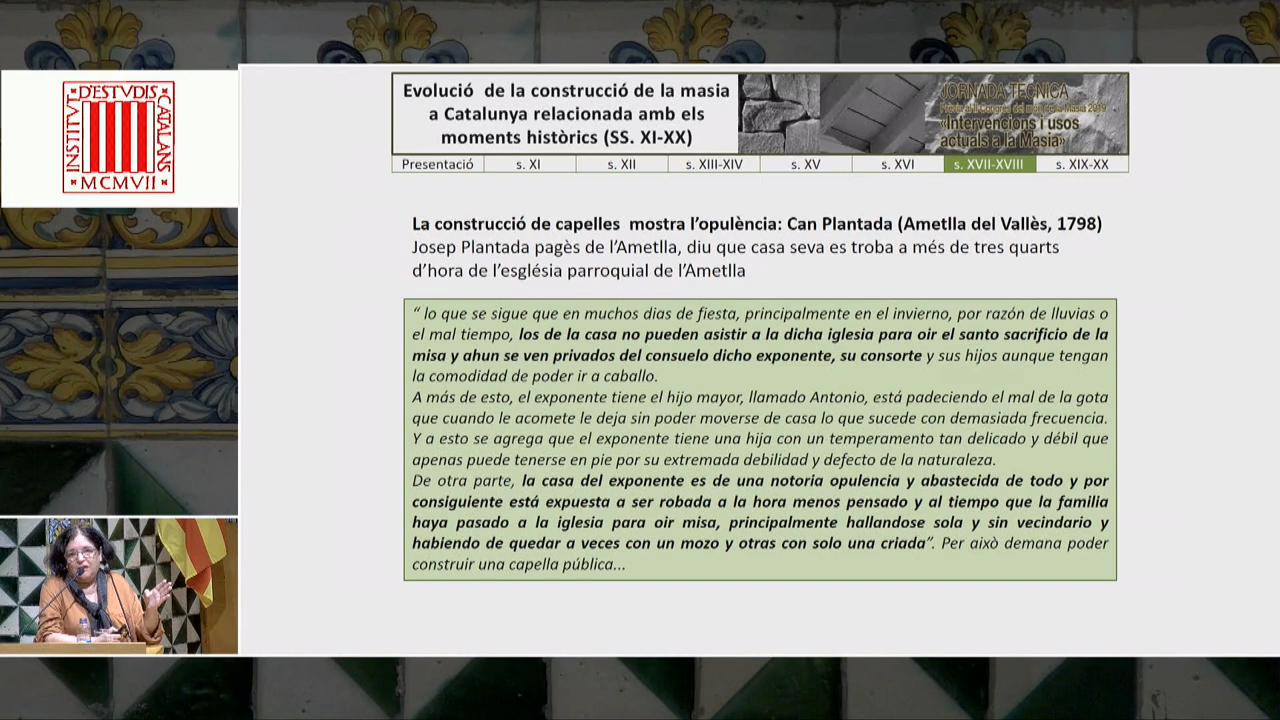 INSTITUT D'ESTVDIS CATALANS
MCMVII
Evolució de la construcció de la masia
a Catalunya relacionada amb els
moments històrics (SS. XI-XX)
JORNADA TÈCNICA
«Intervencions i usos
actuals a la Masia»
Presentació s. XI s. XII s. XIII-XIV s. XV s. XVI s. XVII-XVIII s. XIX-XX
La construcció de capelles mostra l'opulència: Can Plantada (Ametlla del Vallès, 1798)
Josep Plantada pagès de l'Ametlla, diu que casa seva es troba a més de tres quarts
d'hora de l'església parroquial de l'Ametlla
“ lo que se sigue que en muchos dias de fiesta, principalmente en el invierno, por razón de lluvias o
el mal tiempo, los de la casa no pueden asistir a la dicha iglesia para oir el santo sacrificio de la
misa y ahun se ven privados del consuelo dicho exponente, su consorte y sus hijos aunque tengan
la comodidad de poder ir a caballo.
A más de esto, el exponente tiene el hijo mayor, llamado Antonio, está padeciendo el mal de la gota
que cuando le acomete le deja sin poder moverse de casa lo que sucede con demasiada frecuencia.
Y a esto se agrega que el exponente tiene una hija con un temperamento tan delicado y débil que
apenas puede tenerse en pie por su extremada debilidad y defecto de la naturaleza.
De otra parte, la casa del exponente es de una notoria opulencia y abastecida de todo y por
consiguiente está expuesta a ser robada a la hora menos pensado y al tiempo que la familia
haya pasado a la iglesia para oir misa, principalmente hallandose sola y sin vecindario y
habiendo de quedar a veces con un mozo y otras con solo una criada”. Per això demana poder
construir una capella pública...